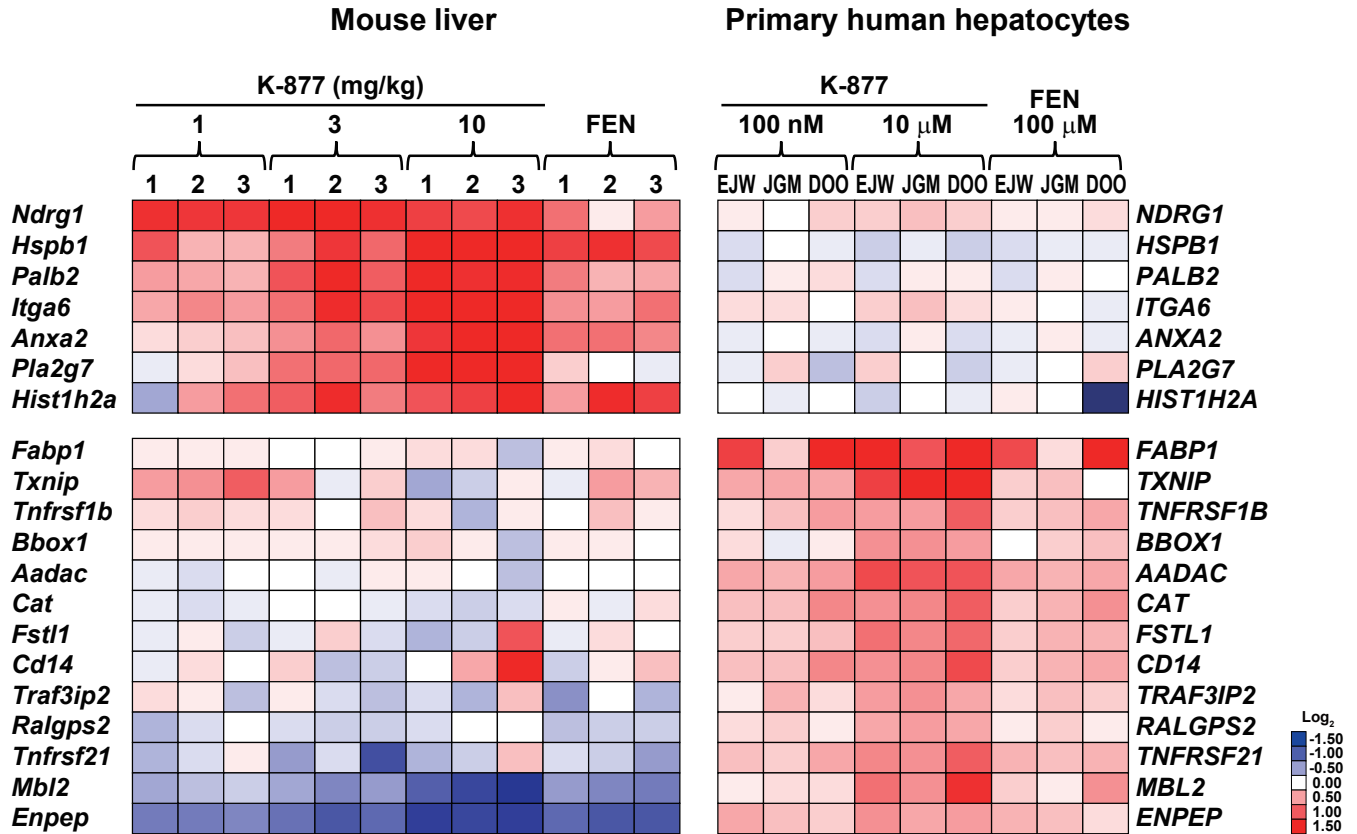 Mouse liver Primary human hepatocytes
K-877 (mg/kg) K-877 FEN
1 3 10 FEN 100 nM 10 μM 100 μM
1 2 3 1 2 3 1 2 3 1 2 3 EJW JGM DOO EJW JGM DOO EJW JGM DOO
Ndrg1 NDRG1
Hspb1 HSPB1
Palb2 PALB2
Itga6 ITGA6
Anxa2 ANXA2
Pla2g7 PLA2G7
Hist1h2a HIST1H2A
Fabp1 FABP1
Txnip TXNIP
Tnfrsf1b TNFRSF1B
Bbox1 BBOX1
Aadac AADAC
Cat CAT
Fstl1 FSTL1
Cd14 CD14
Traf3ip2 TRAF3IP2
Ralgps2 RALGPS2
Tnfrsf21 TNFRSF21
Mbl2 MBL2
Enpep ENPEP
Log2
-1.50
-1.00
-0.50
0.00
0.50
1.00
1.50